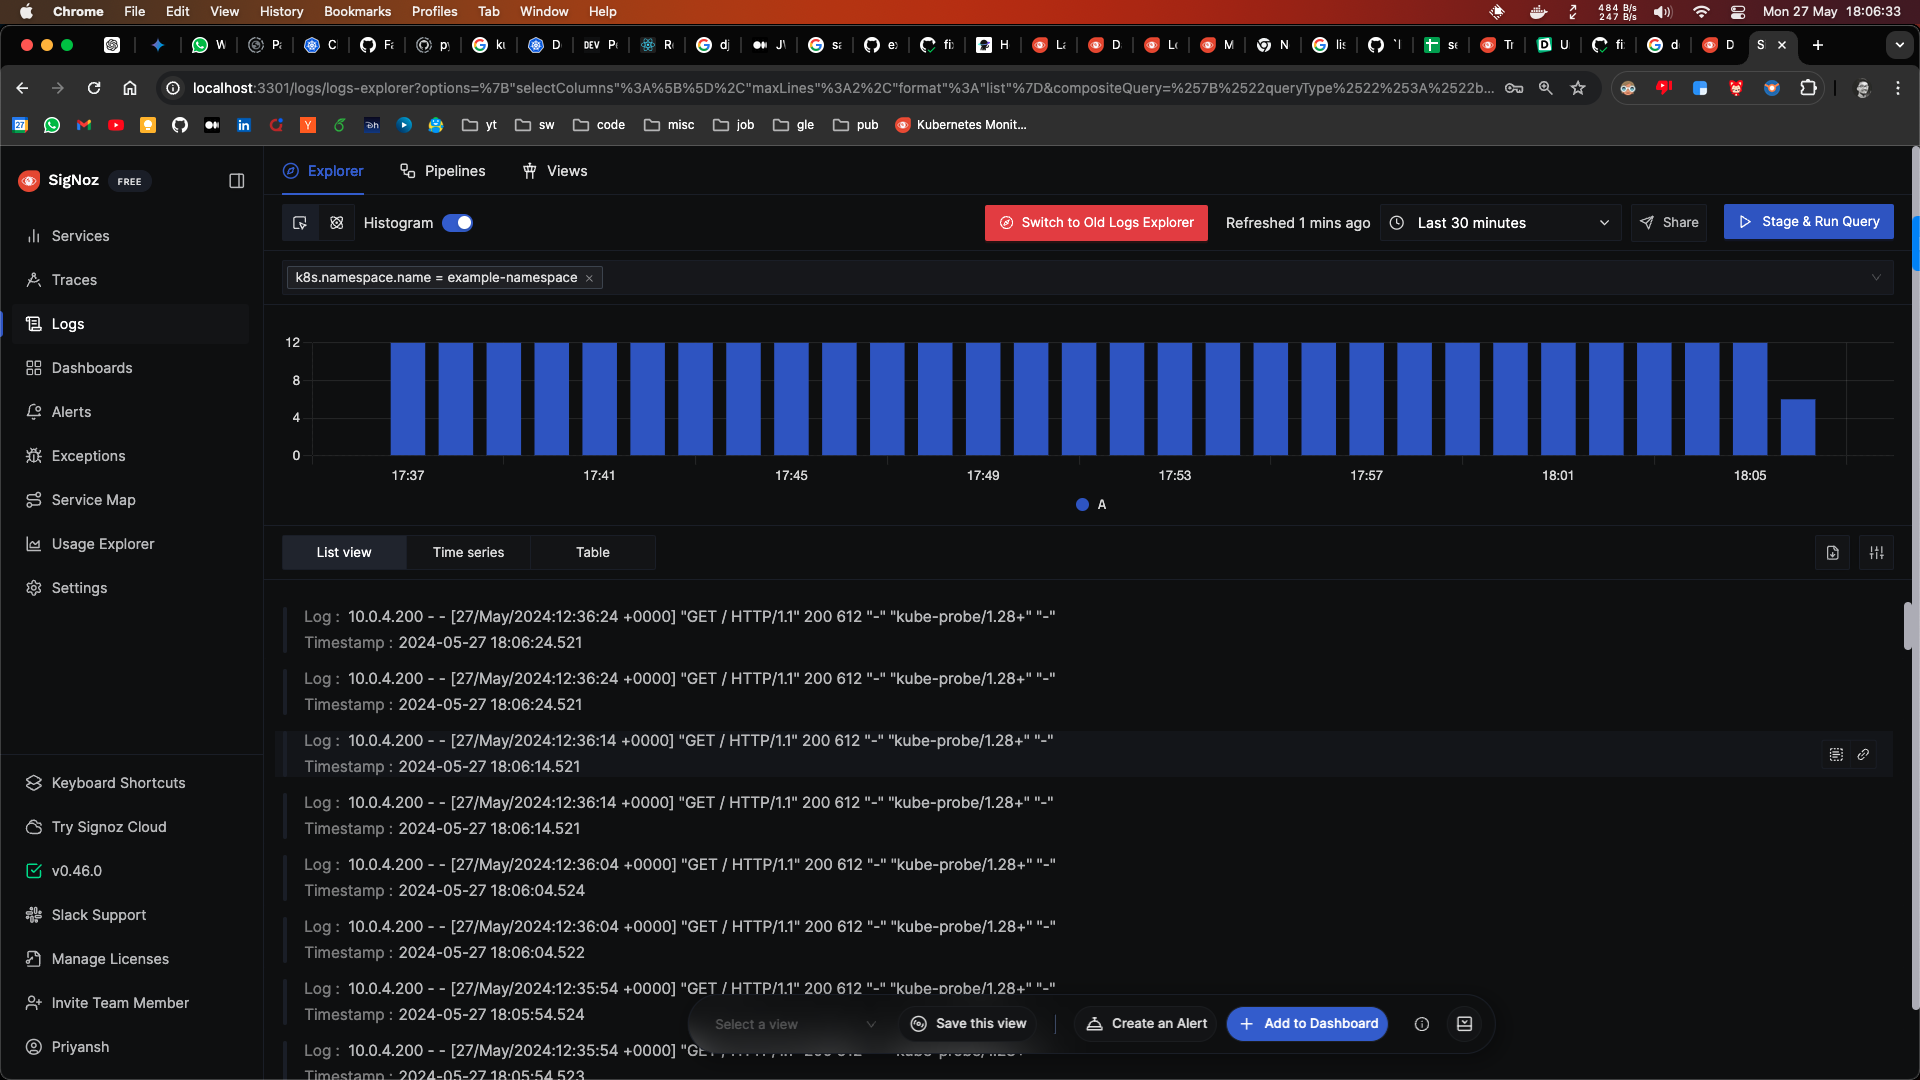 Chrome File Edit View History Bookmarks Profiles Tab Window Help 484 B/s 247 B/s Mon 27 May 18:06:33
localhost:3301/logs/logs-explorer?options=%7B"selectColumns"%3A%5B%5D%2C"maxLines"%3A2%2C"format"%3A"list"%7D&compositeQuery=%257B%2522queryType%2522%253A%2522b...
yt sw code misc job gle pub Kubernetes Monit...
SigNoz FREE
Services
Traces
Logs
Dashboards
Alerts
Exceptions
Service Map
Usage Explorer
Settings
Keyboard Shortcuts
Try Signoz Cloud
v0.46.0
Slack Support
Manage Licenses
Invite Team Member
Priyansh
Explorer Pipelines Views
Histogram Switch to Old Logs Explorer Refreshed 1 mins ago Last 30 minutes Share Stage & Run Query
k8s.namespace.name = example-namespace ×
12
8
4
0
17:37 17:41 17:45 17:49 17:53 17:57 18:01 18:05
A
List view Time series Table
Log : 10.0.4.200 - - [27/May/2024:12:36:24 +0000] "GET / HTTP/1.1" 200 612 "-" "kube-probe/1.28+" "-"
Timestamp : 2024-05-27 18:06:24.521
Log : 10.0.4.200 - - [27/May/2024:12:36:24 +0000] "GET / HTTP/1.1" 200 612 "-" "kube-probe/1.28+" "-"
Timestamp : 2024-05-27 18:06:24.521
Log : 10.0.4.200 - - [27/May/2024:12:36:14 +0000] "GET / HTTP/1.1" 200 612 "-" "kube-probe/1.28+" "-"
Timestamp : 2024-05-27 18:06:14.521
Log : 10.0.4.200 - - [27/May/2024:12:36:14 +0000] "GET / HTTP/1.1" 200 612 "-" "kube-probe/1.28+" "-"
Timestamp : 2024-05-27 18:06:14.521
Log : 10.0.4.200 - - [27/May/2024:12:36:04 +0000] "GET / HTTP/1.1" 200 612 "-" "kube-probe/1.28+" "-"
Timestamp : 2024-05-27 18:06:04.524
Log : 10.0.4.200 - - [27/May/2024:12:36:04 +0000] "GET / HTTP/1.1" 200 612 "-" "kube-probe/1.28+" "-"
Timestamp : 2024-05-27 18:06:04.522
Log : 10.0.4.200 - - [27/May/2024:12:35:54 +0000] "GET / HTTP/1.1" 200 612 "-" "kube-probe/1.28+" "-"
Timestamp : 2024-05-27 18:05:54.524
Log : 10.0.4.200 - - [27/May/2024:12:35:54 +0000] "GET
Timestamp : 2024-05-27 18:05:54.523
Select a view Save this view Create an Alert Add to Dashboard